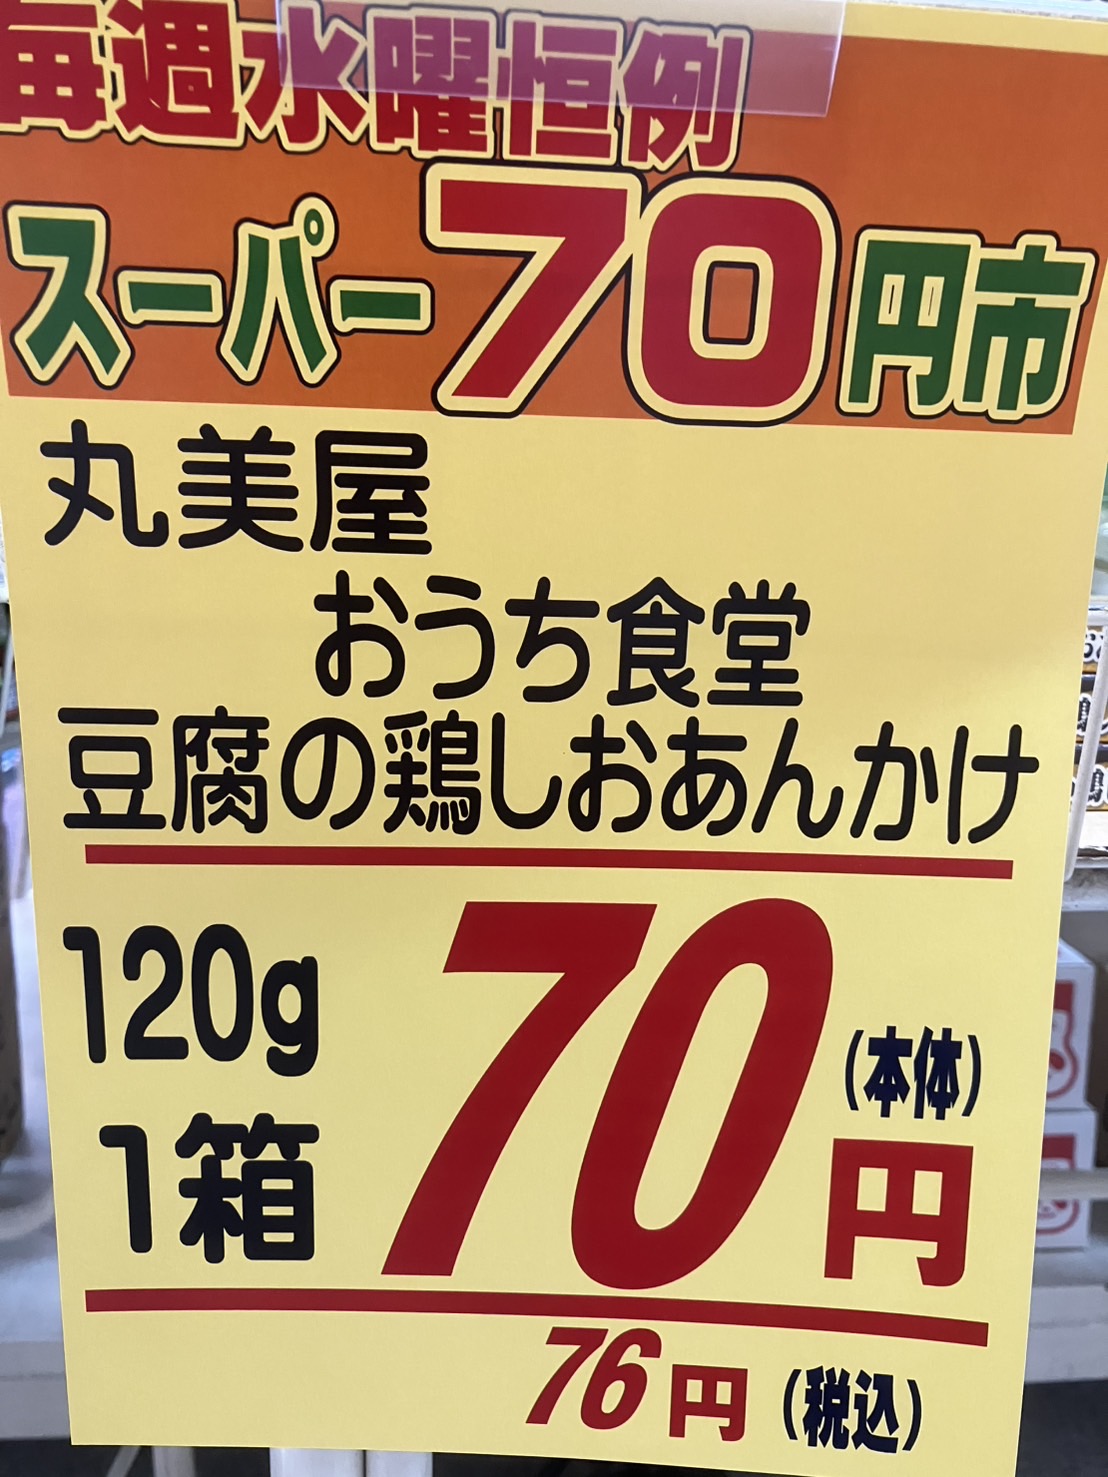 毎週水曜恒例
スーパー70円市
丸美屋
おうち食堂
豆腐の鶏しおあんかけ
120g
1箱
70円
(本体)
76円(税込)